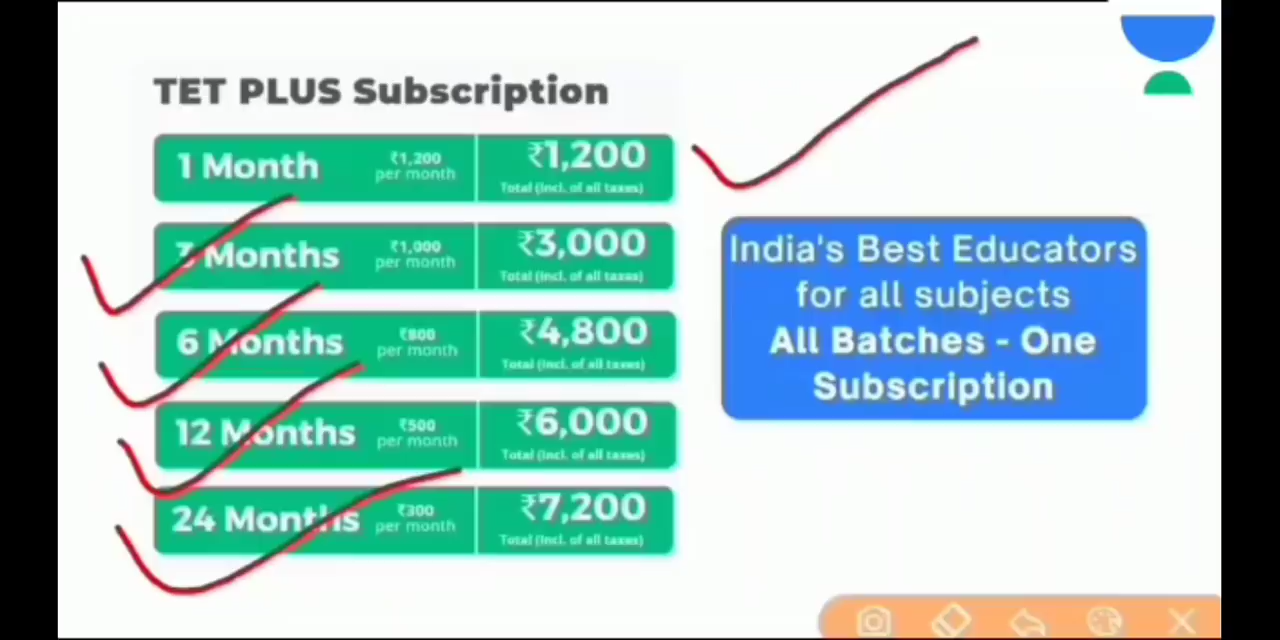 TET PLUS Subscription
1 Month ₹1,200 per month ₹1,200 Total (Incl. of all taxes)
3 Months ₹1,000 per month ₹3,000 Total (Incl. of all taxes)
6 Months ₹800 per month ₹4,800 Total (Incl. of all taxes)
12 Months ₹500 per month ₹6,000 Total (Incl. of all taxes)
24 Months ₹300 per month ₹7,200 Total (Incl. of all taxes)
India's Best Educators
for all subjects
All Batches - One
Subscription